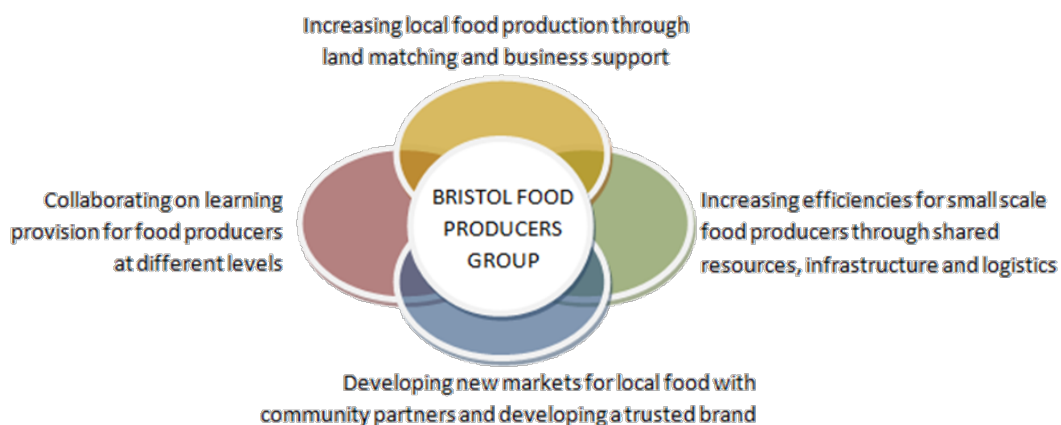 Increasing local food production through
land matching and business support
Collaborating on learning
provision for food producers
at different levels
BRISTOL FOOD
PRODUCERS
GROUP
Increasing efficiencies for small scale
food producers through shared
resources, infrastructure and logistics
Developing new markets for local food with
community partners and developing a trusted brand